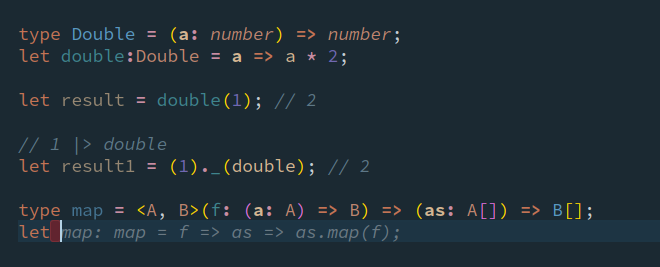 type Double = (a: number) => number;
let double:Double = a => a * 2;
let result = double(1); // 2
// 1 |> double
let result1 = (1)._(double); // 2
type map = <A, B>(f: (a: A) => B) => (as: A[]) => B[];
let map: map = f => as => as.map(f);